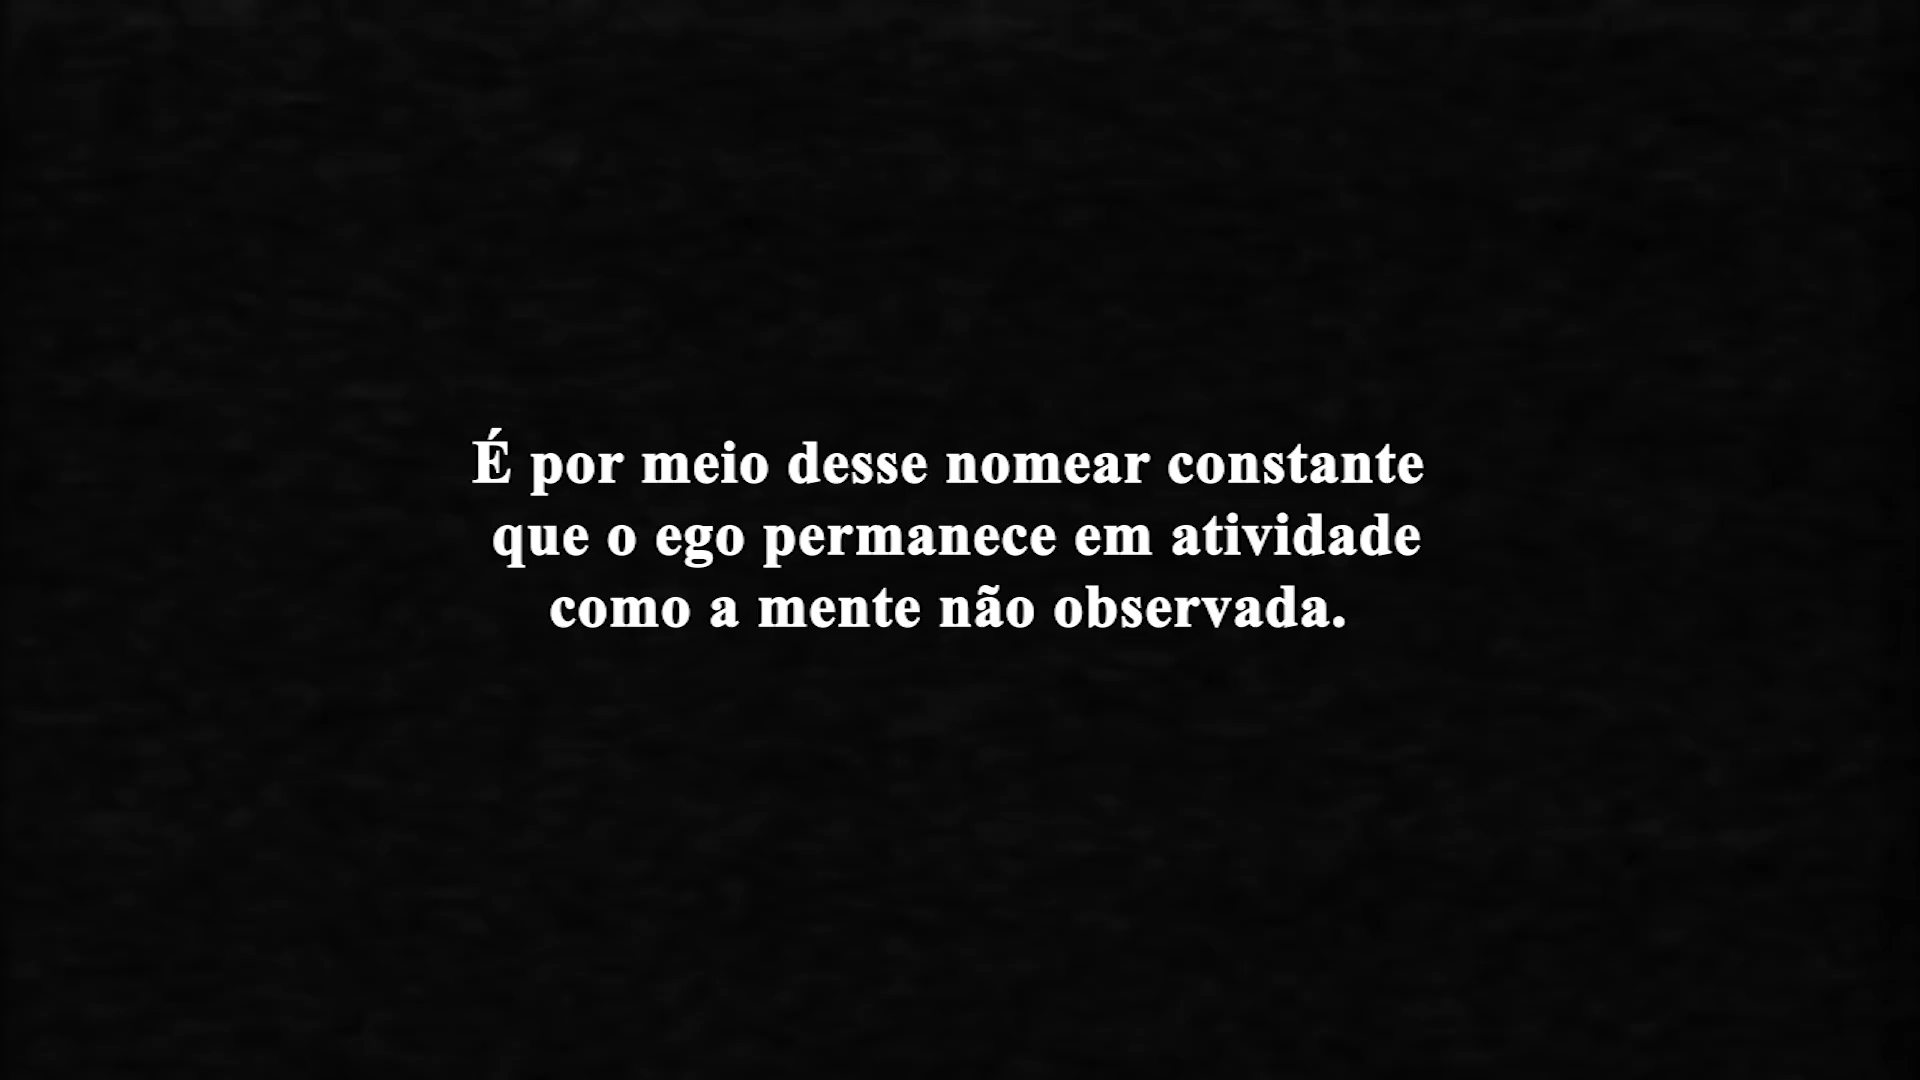 É por meio desse nomear constante
que o ego permanece em atividade
como a mente não observada.